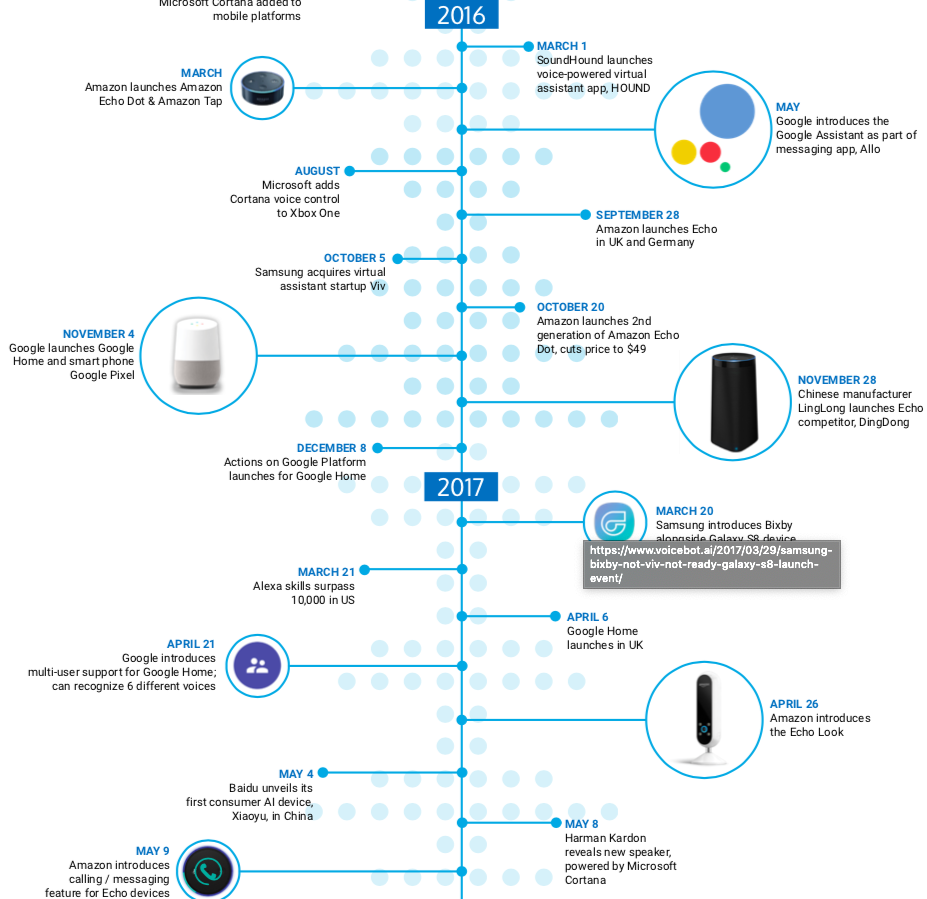 Microsoft Cortana added to
mobile platforms
2016
MARCH 1
SoundHound launches
voice-powered virtual
assistant app, HOUND
MARCH
Amazon launches Amazon
Echo Dot & Amazon Tap
MAY
Google introduces the
Google Assistant as part of
messaging app, Allo
AUGUST
Microsoft adds
Cortana voice control
to Xbox One
SEPTEMBER 28
Amazon launches Echo
in UK and Germany
OCTOBER 5
Samsung acquires virtual
assistant startup Viv
OCTOBER 20
Amazon launches 2nd
generation of Amazon Echo
Dot, cuts price to $49
NOVEMBER 4
Google launches Google
Home and smart phone
Google Pixel
NOVEMBER 28
Chinese manufacturer
LingLong launches Echo
competitor, DingDong
DECEMBER 8
Actions on Google Platform
launches for Google Home
2017
MARCH 20
Samsung introduces Bixby
alongside Galaxy S8 device
https://www.voicebot.ai/2017/03/29/samsung-
bixby-not-viv-not-ready-galaxy-s8-launch-
event/
MARCH 21
Alexa skills surpass
10,000 in US
APRIL 6
Google Home
launches in UK
APRIL 21
Google introduces
multi-user support for Google Home;
can recognize 6 different voices
APRIL 26
Amazon introduces
the Echo Look
MAY 4
Baidu unveils its
first consumer AI device,
Xiaoyu, in China
MAY 8
Harman Kardon
reveals new speaker,
powered by Microsoft
Cortana
MAY 9
Amazon introduces
calling / messaging
feature for Echo devices